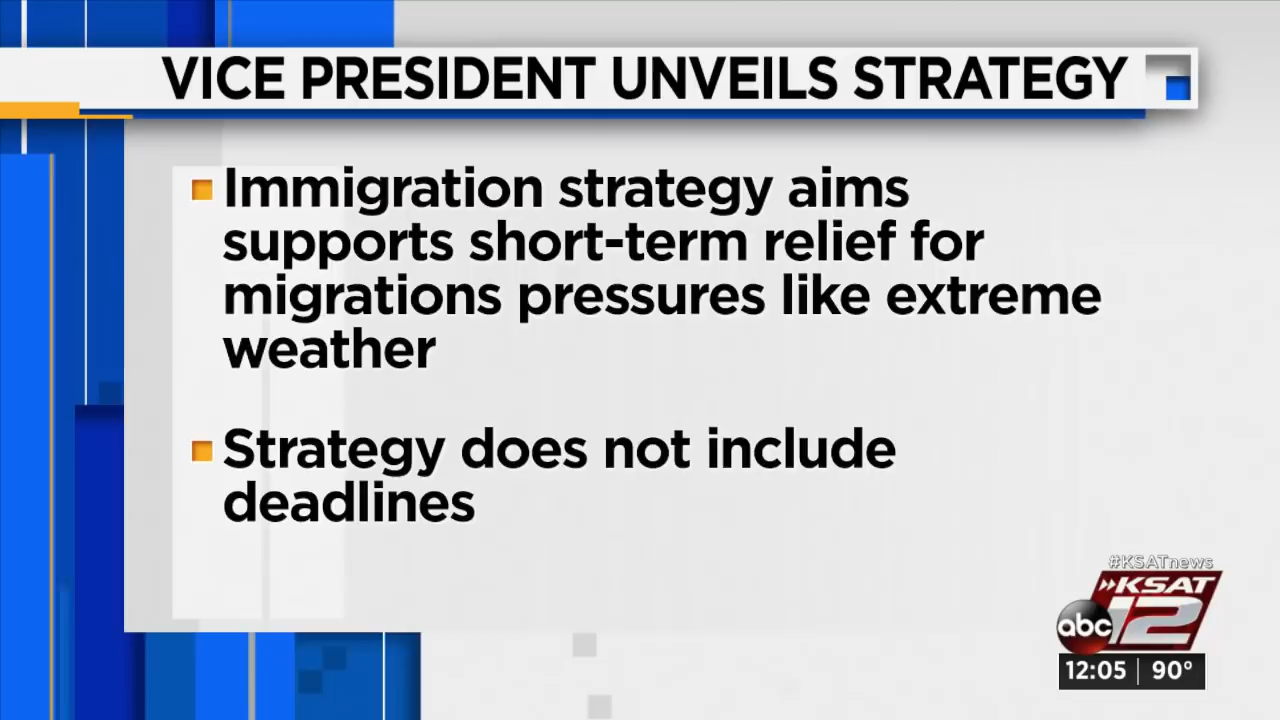 VICE PRESIDENT UNVEILS STRATEGY
Immigration strategy aims
supports short-term relief for
migrations pressures like extreme
weather
Strategy does not include
deadlines
#KSATnews
KSAT
abc 12
12:05 90°